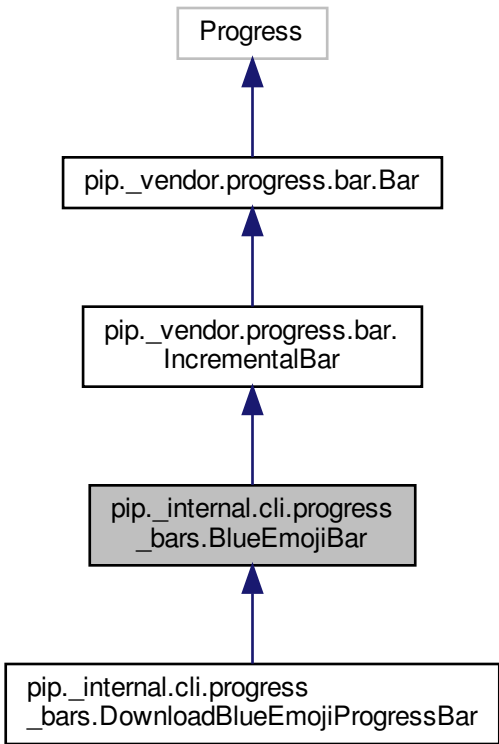 Progress
pip._vendor.progress.bar.Bar
pip._vendor.progress.bar.
IncrementalBar
pip._internal.cli.progress
_bars.BlueEmojiBar
pip._internal.cli.progress
_bars.DownloadBlueEmojiProgressBar